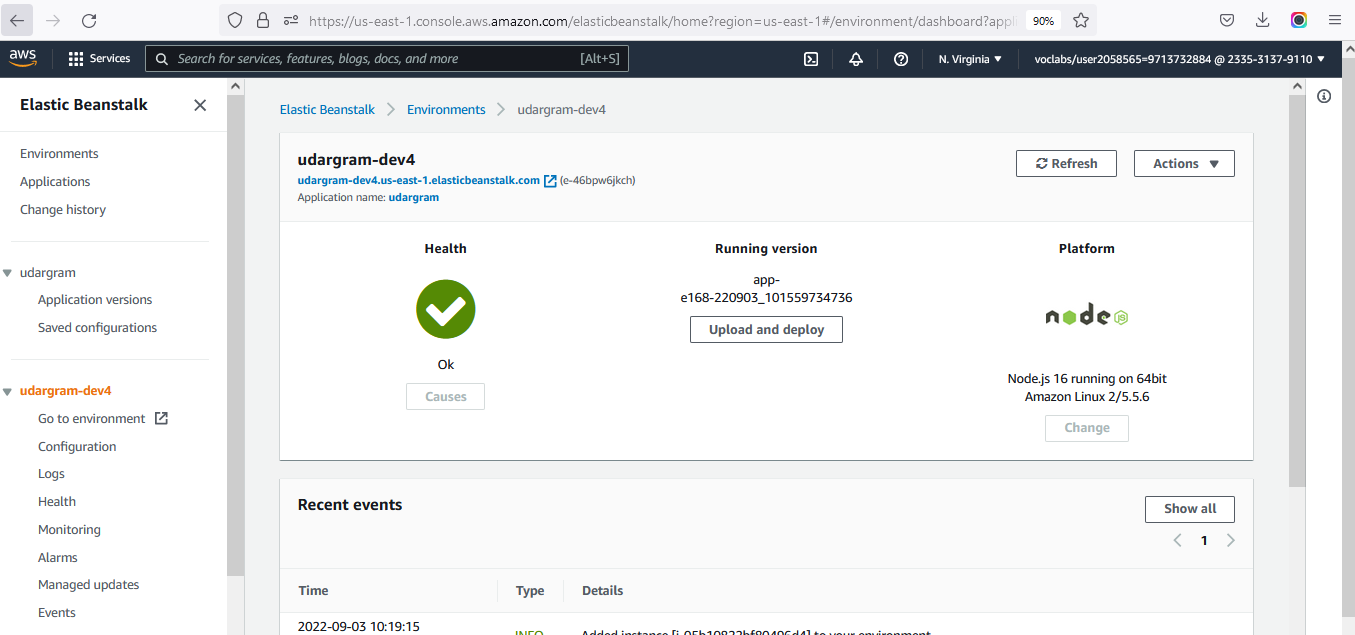 https://us-east-1.console.aws.amazon.com/elasticbeanstalk/home?region=us-east-1#/environment/dashboard?appli
90%
aws
Services
Search for services, features, blogs, docs, and more
[Alt+S]
N. Virginia
voclabs/user2058565=9713732884 @ 2335-3137-9110
Elastic Beanstalk
Environments
Applications
Change history
udargram
Application versions
Saved configurations
udargram-dev4
Go to environment
Configuration
Logs
Health
Monitoring
Alarms
Managed updates
Events
Elastic Beanstalk
Environments
udargram-dev4
udargram-dev4
udargram-dev4.us-east-1.elasticbeanstalk.com (e-46bpw6jkch)
Application name: udargram
Refresh
Actions
Health
Ok
Causes
Running version
app-
e168-220903_101559734736
Upload and deploy
Platform
node
JS
Node.js 16 running on 64bit
Amazon Linux 2/5.5.6
Change
Recent events
Show all
1
Time
Type
Details
2022-09-03 10:19:15
INFO
Added instance [i-05b10832bf80406d4] to your environment.